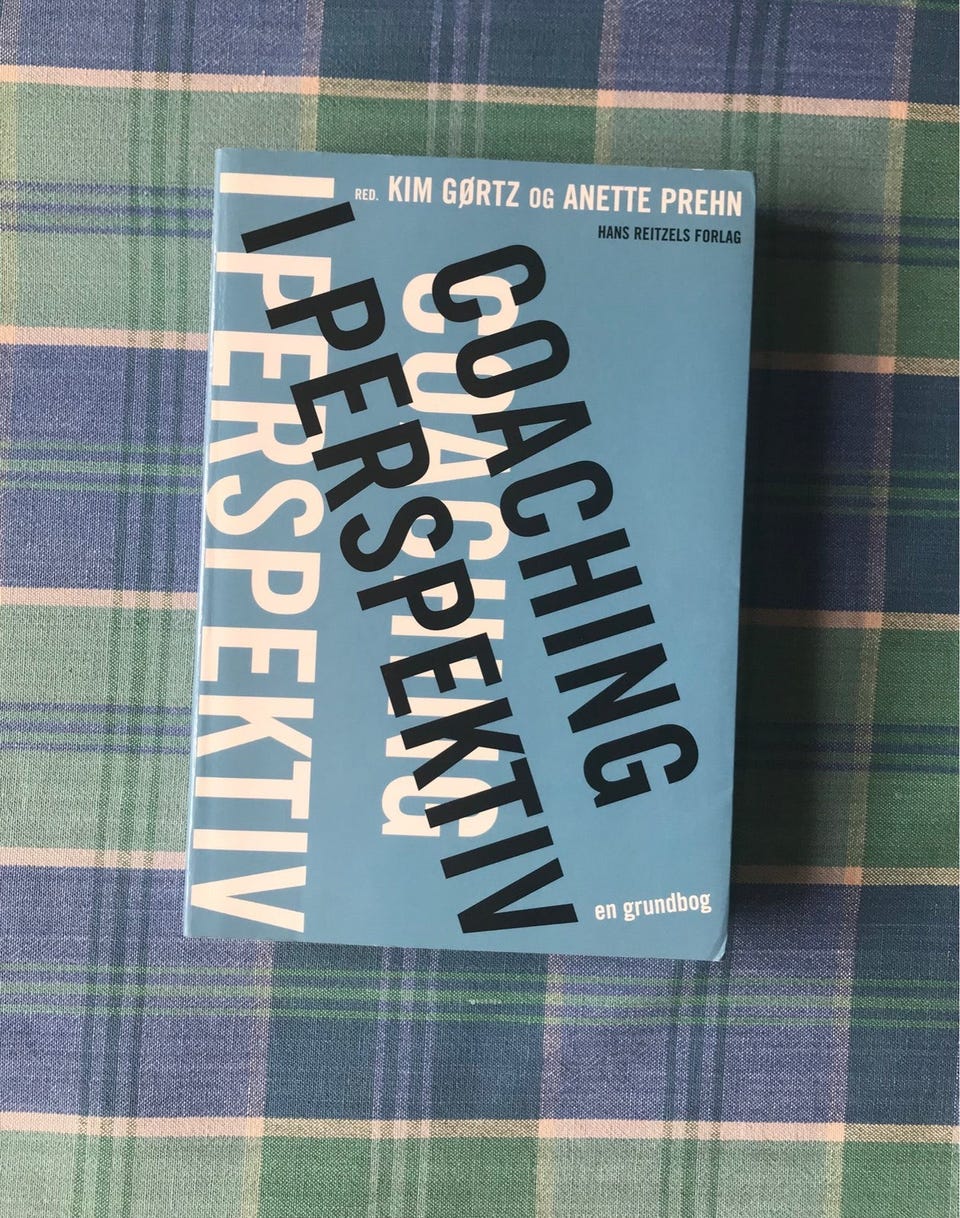 RED. KIM GØRTZ OG ANETTE PREHN
HANS REITZELS FORLAG
COACHING
I PERSPEKTIV
COACHING
I PERSPEKTIV
en grundbog